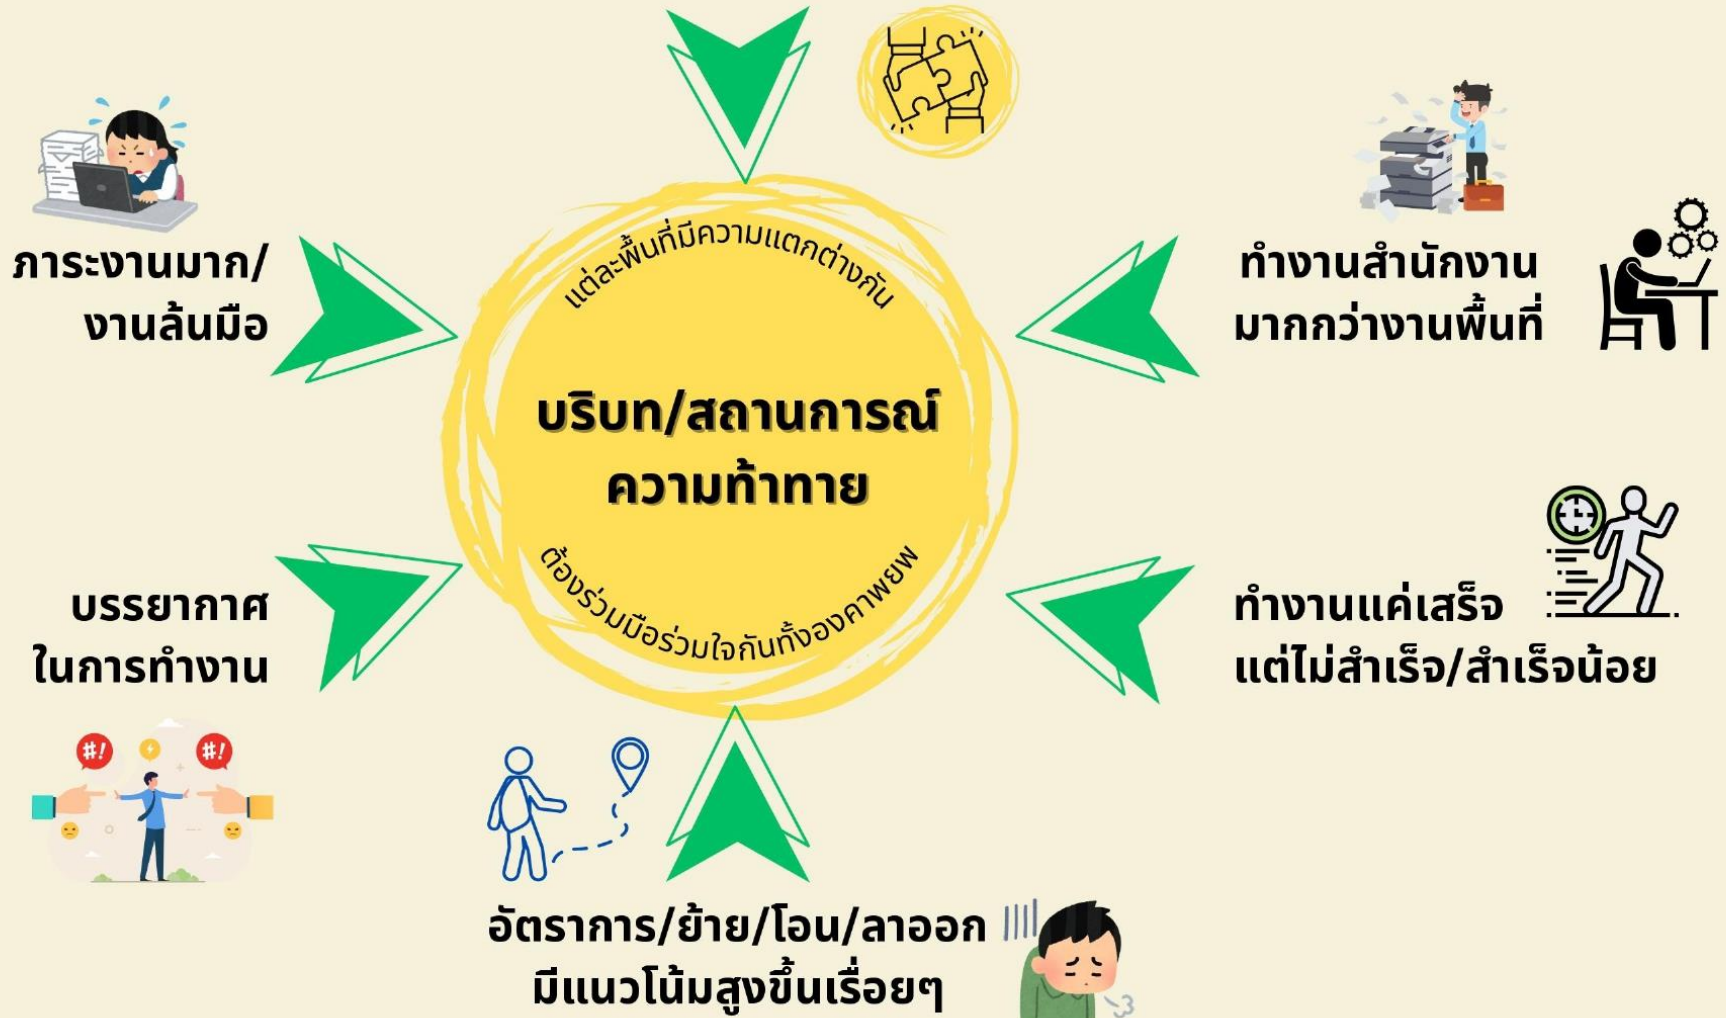 แต่ละพื้นที่มีความแตกต่างกัน
ภาระงานมาก/
งานล้นมือ
ทำงานสำนักงาน
มากกว่างานพื้นที่
บริบท/สถานการณ์
ความท้าทาย
ต้องร่วมมือร่วมใจกันทั้งองคาพยพ
บรรยากาศ
ในการทำงาน
ทำงานแค่เสร็จ
แต่ไม่สำเร็จ/สำเร็จน้อย
#!
#!
อัตราการ/ย้าย/โอน/ลาออก
มีแนวโน้มสูงขึ้นเรื่อยๆ